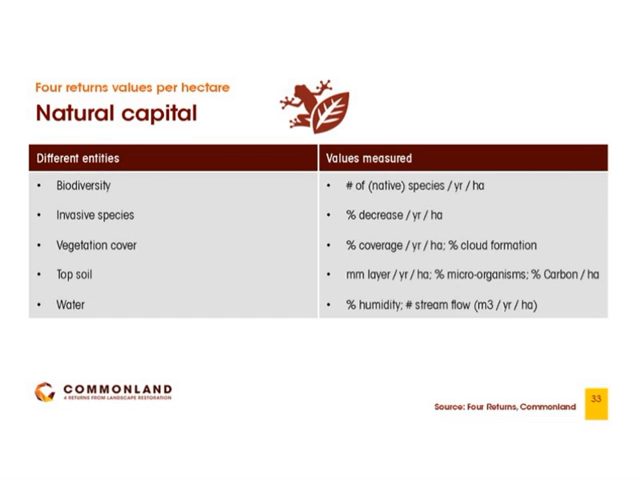 Four returns values per hectare
Natural capital
Different entities Values measured
• Biodiversity • # of (native) species / yr / ha
• Invasive species • % decrease / yr / ha
• Vegetation cover • % coverage / yr / ha; % cloud formation
• Top soil • mm layer / yr / ha; % micro-organisms; % Carbon / ha
• Water • % humidity; # stream flow (m3 / yr / ha)
COMMONLAND
4 RETURNS FROM LANDSCAPE RESTORATION
Source: Four Returns, Commonland
33